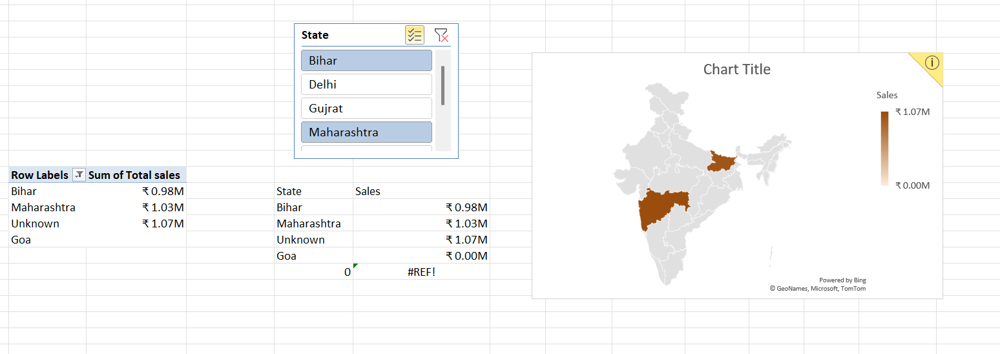 State
Bihar
Delhi
Gujrat
Maharashtra
Row Labels Sum of Total sales
Bihar ₹ 0.98M
Maharashtra ₹ 1.03M
Unknown ₹ 1.07M
Goa
State Sales
Bihar ₹ 0.98M
Maharashtra ₹ 1.03M
Unknown ₹ 1.07M
Goa ₹ 0.00M
0 #REF!
Chart Title
Sales
₹ 1.07M
₹ 0.00M
Powered by Bing
© GeoNames, Microsoft, TomTom